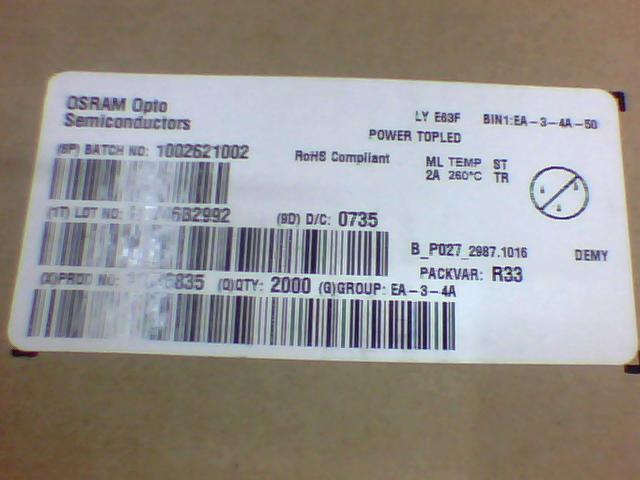 OSRAM Opto
Semiconductors
LY E63F BIN1:EA-3-4A-50
POWER TOPLED
(6P) BATCH NO: 1002621002
RoHS Compliant
ML TEMP ST
2A 260°C TR
(1T) LOT NO:
(9D) D/C: 0735
B_P027_2987.1016 DEMY
PACKVAR: R33
NO: (Q)QTY: 2000 (G)GROUP: EA-3-4A